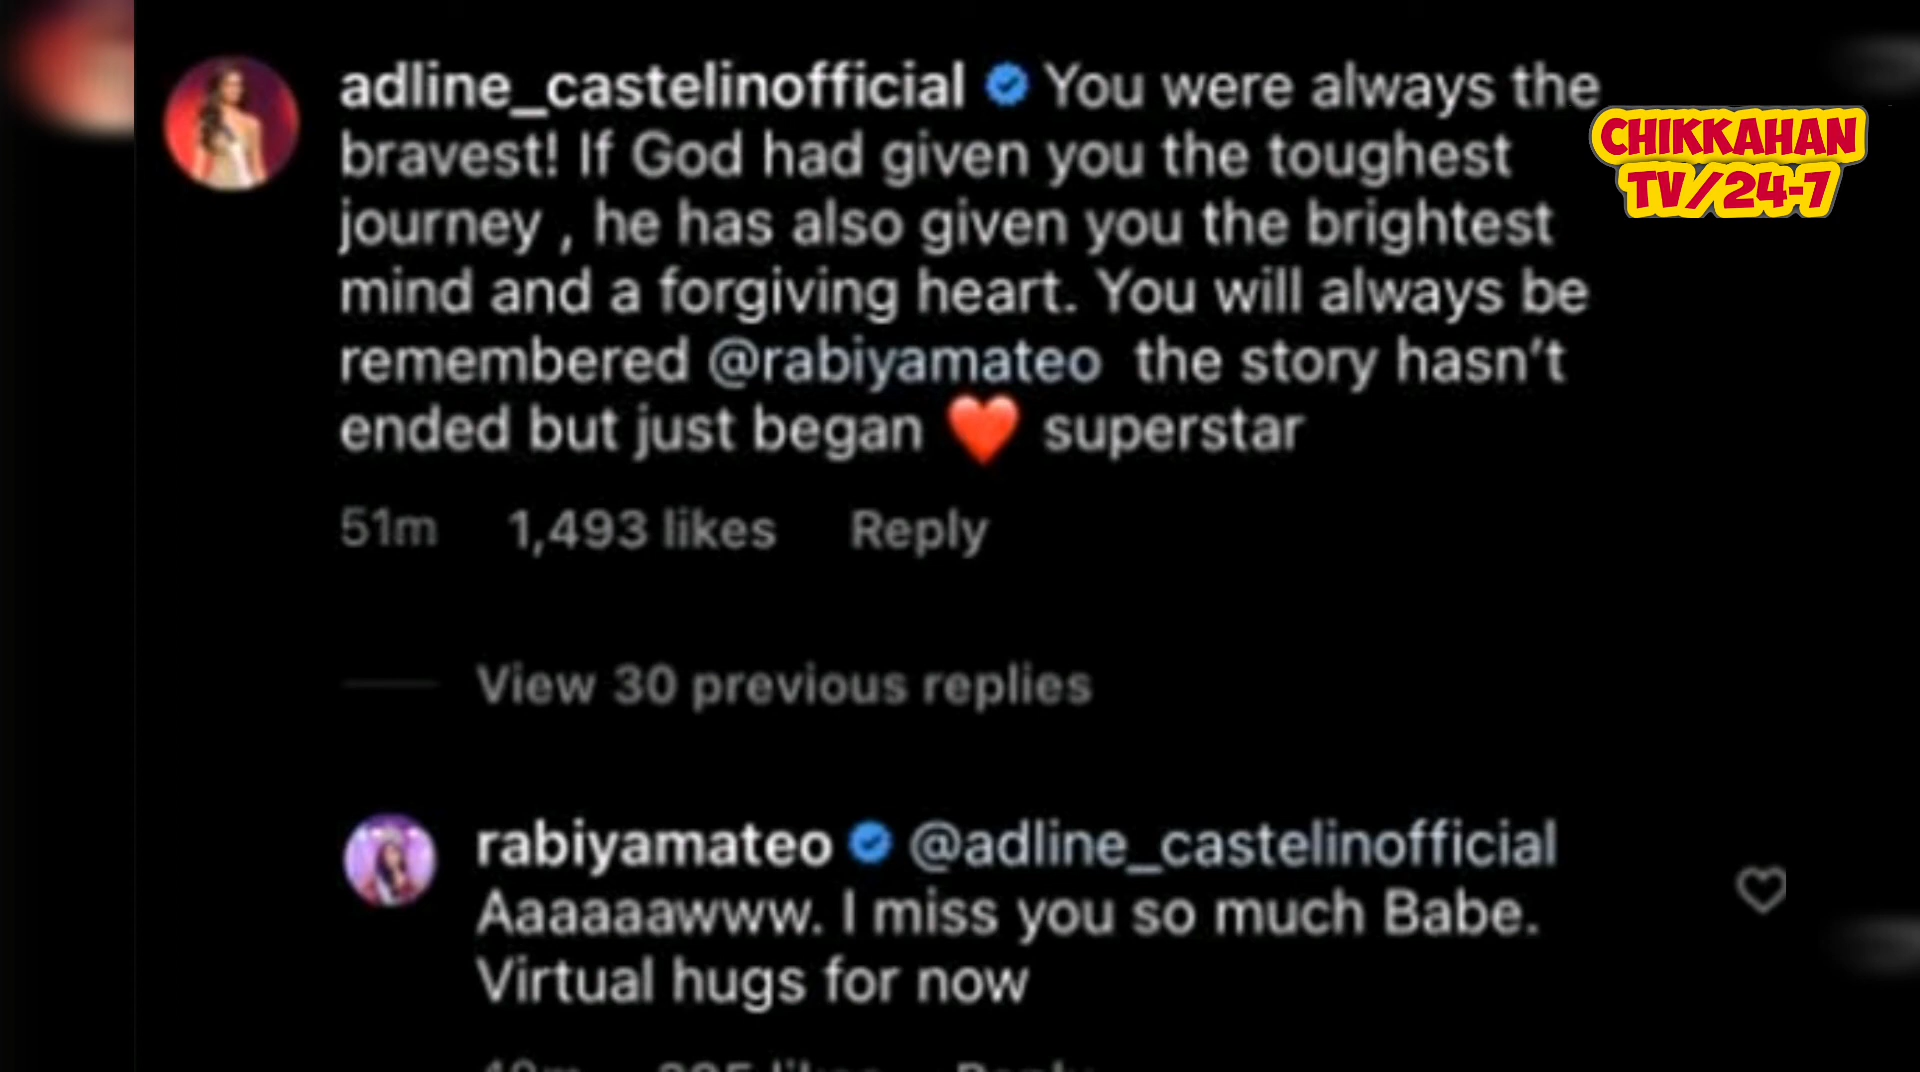 adline_castelinofficial You were always the
bravest! If God had given you the toughest
journey , he has also given you the brightest
mind and a forgiving heart. You will always be
remembered @rabiyamateo the story hasn't
ended but just began ❤️ superstar
51m 1,493 likes Reply
View 30 previous replies
rabiyamateo @adline_castelinofficial
Aaaaaawww. I miss you so much Babe.
Virtual hugs for now
likes Reply
CHIKKAHAN
TV/24-7